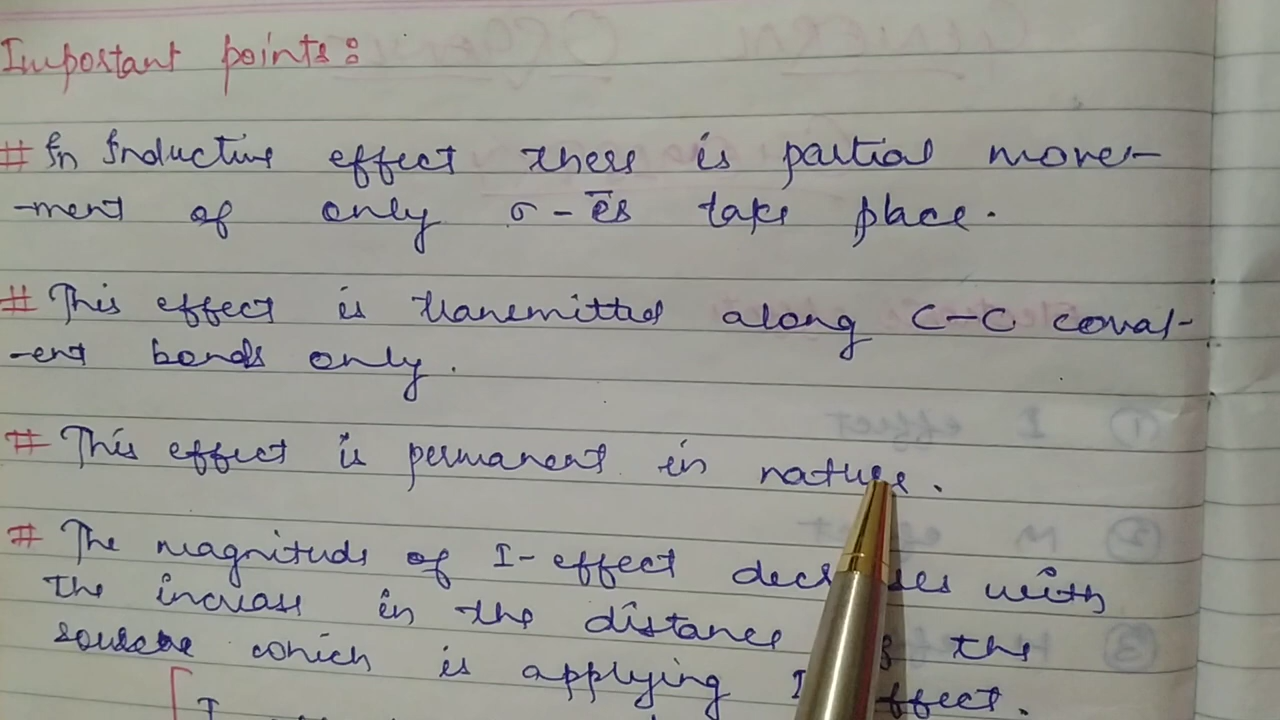 Important points:
# In Inductive effect there is partial move-
-ment of only σ - ēs take place.
# This effect is transmitted along C-C coval-
-ent bonds only.
# This effect is permanent in nature.
# The magnitude of I-effect decreases with
the increase in the distance the
source which is applying I effect.